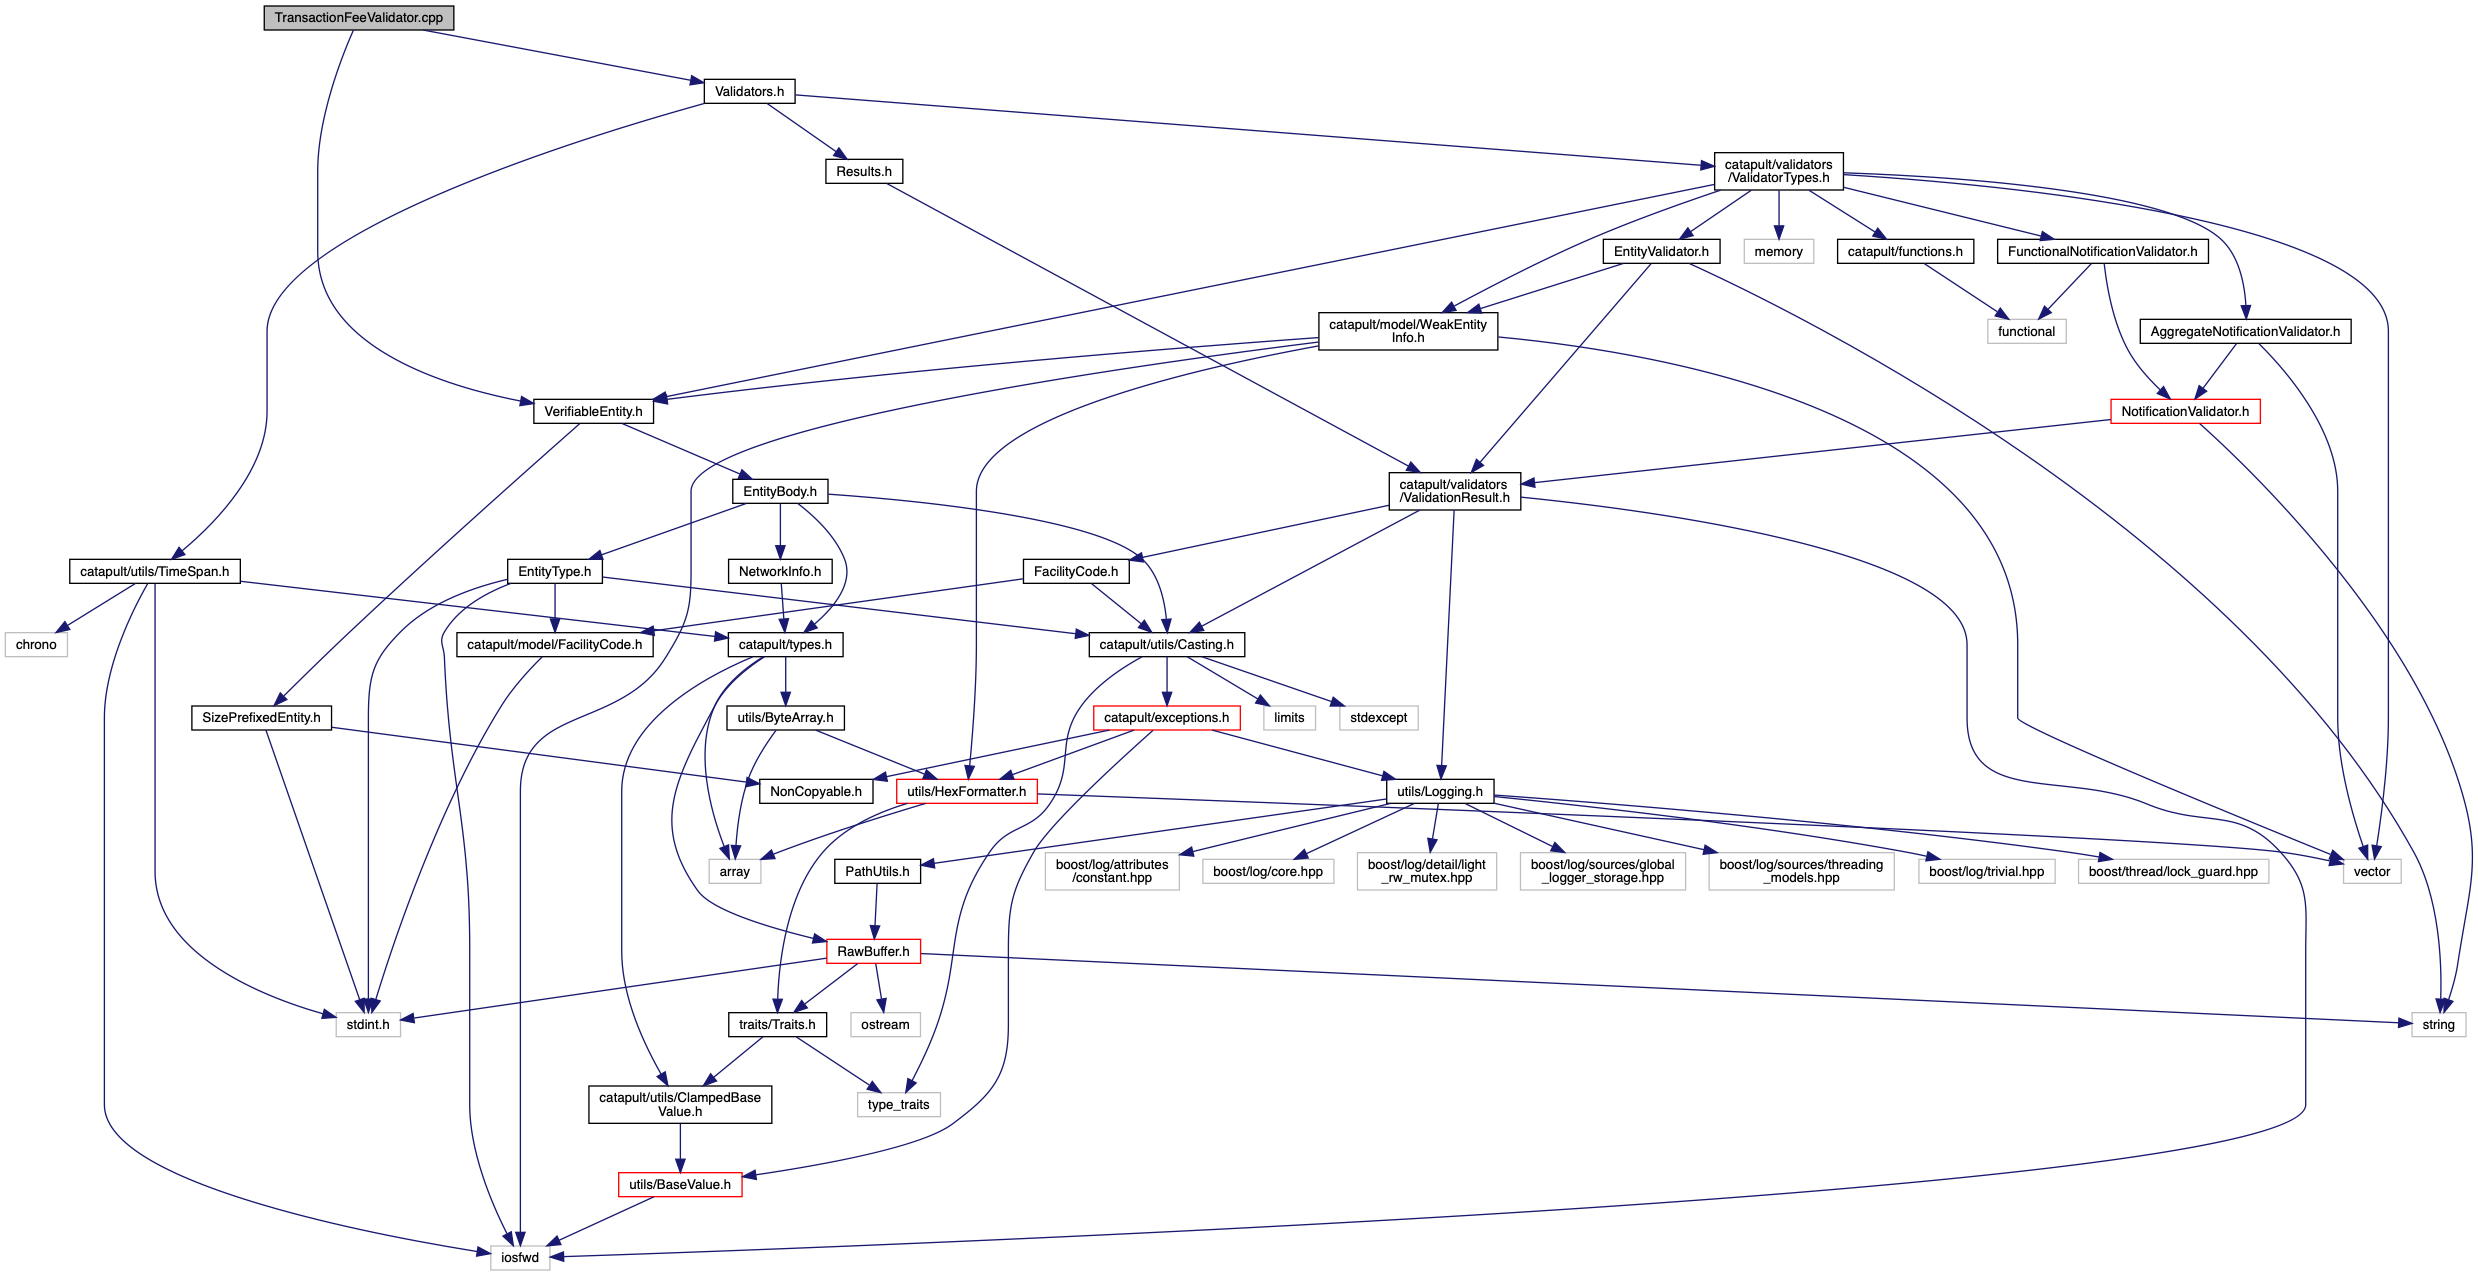 TransactionFeeValidator.cpp
Validators.h
Results.h
catapult/validators
/ValidatorTypes.h
EntityValidator.h
memory
catapult/functions.h
FunctionalNotificationValidator.h
catapult/model/WeakEntity
Info.h
functional
AggregateNotificationValidator.h
VerifiableEntity.h
NotificationValidator.h
EntityBody.h
catapult/validators
/ValidationResult.h
catapult/utils/TimeSpan.h
EntityType.h
NetworkInfo.h
FacilityCode.h
chrono
catapult/model/FacilityCode.h
catapult/types.h
catapult/utils/Casting.h
SizePrefixedEntity.h
utils/ByteArray.h
catapult/exceptions.h
limits
stdexcept
NonCopyable.h
utils/HexFormatter.h
utils/Logging.h
array
PathUtils.h
boost/log/attributes
/constant.hpp
boost/log/core.hpp
boost/log/detail/light
_rw_mutex.hpp
boost/log/sources/global
_logger_storage.hpp
boost/log/sources/threading
_models.hpp
boost/log/trivial.hpp
boost/thread/lock_guard.hpp
vector
RawBuffer.h
stdint.h
traits/Traits.h
ostream
string
catapult/utils/ClampedBase
Value.h
type_traits
utils/BaseValue.h
iosfwd